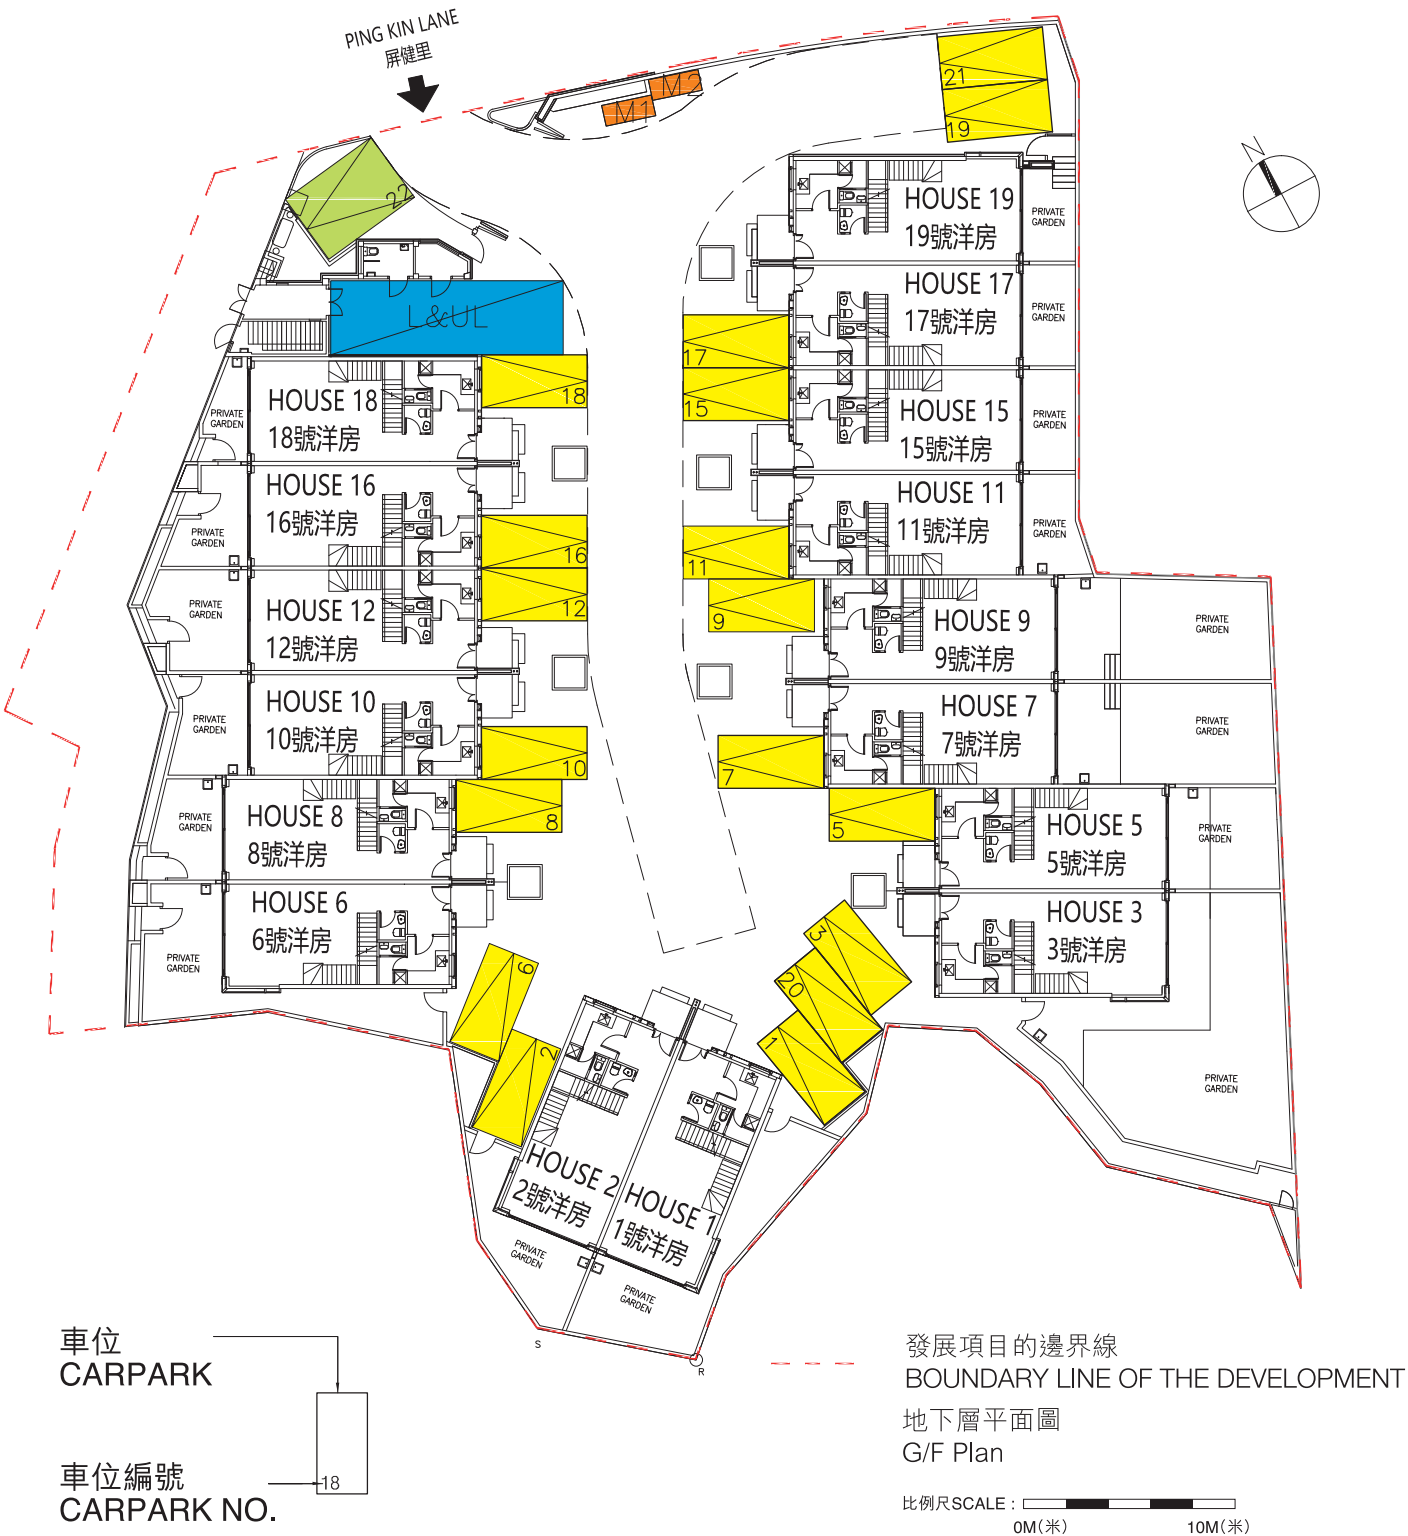 PING KIN LANE
屏健里
M1
M2
21
19
22
N
L&UL
HOUSE 19
19號洋房
PRIVATE
GARDEN
HOUSE 17
17號洋房
PRIVATE
GARDEN
17
18
15
HOUSE 18
18號洋房
PRIVATE
GARDEN
HOUSE 15
15號洋房
PRIVATE
GARDEN
HOUSE 16
16號洋房
PRIVATE
GARDEN
16
HOUSE 11
11號洋房
PRIVATE
GARDEN
11
HOUSE 12
12號洋房
PRIVATE
GARDEN
12
9
HOUSE 9
9號洋房
PRIVATE
GARDEN
HOUSE 10
10號洋房
PRIVATE
GARDEN
10
HOUSE 7
7號洋房
PRIVATE
GARDEN
7
HOUSE 8
8號洋房
PRIVATE
GARDEN
8
5
HOUSE 5
5號洋房
PRIVATE
GARDEN
HOUSE 6
6號洋房
PRIVATE
GARDEN
HOUSE 3
3號洋房
PRIVATE
GARDEN
6
2
3
20
1
HOUSE 2
2號洋房
PRIVATE
GARDEN
HOUSE 1
1號洋房
PRIVATE
GARDEN
S
R
車位
CARPARK
車位編號
CARPARK NO.
18
發展項目的邊界線
BOUNDARY LINE OF THE DEVELOPMENT
地下層平面圖
G/F Plan
比例尺SCALE :
0M(米)
10M(米)